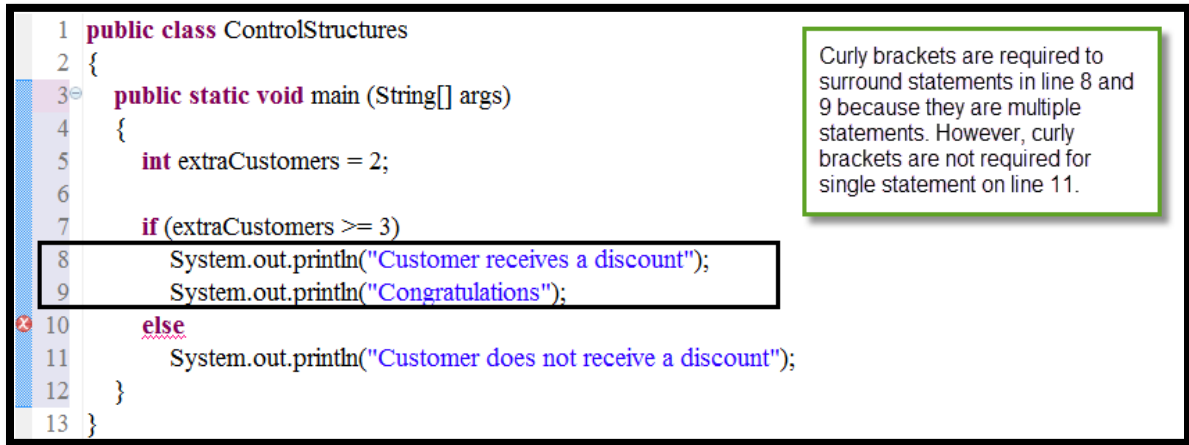 1 public class ControlStructures
2 {
3 public static void main (String[] args)
4 {
5 int extraCustomers = 2;
6
7 if (extraCustomers >= 3)
8 System.out.println("Customer receives a discount");
9 System.out.println("Congratulations");
10 else
11 System.out.println("Customer does not receive a discount");
12 }
13 }
Curly brackets are required to
surround statements in line 8 and
9 because they are multiple
statements. However, curly
brackets are not required for
single statement on line 11.